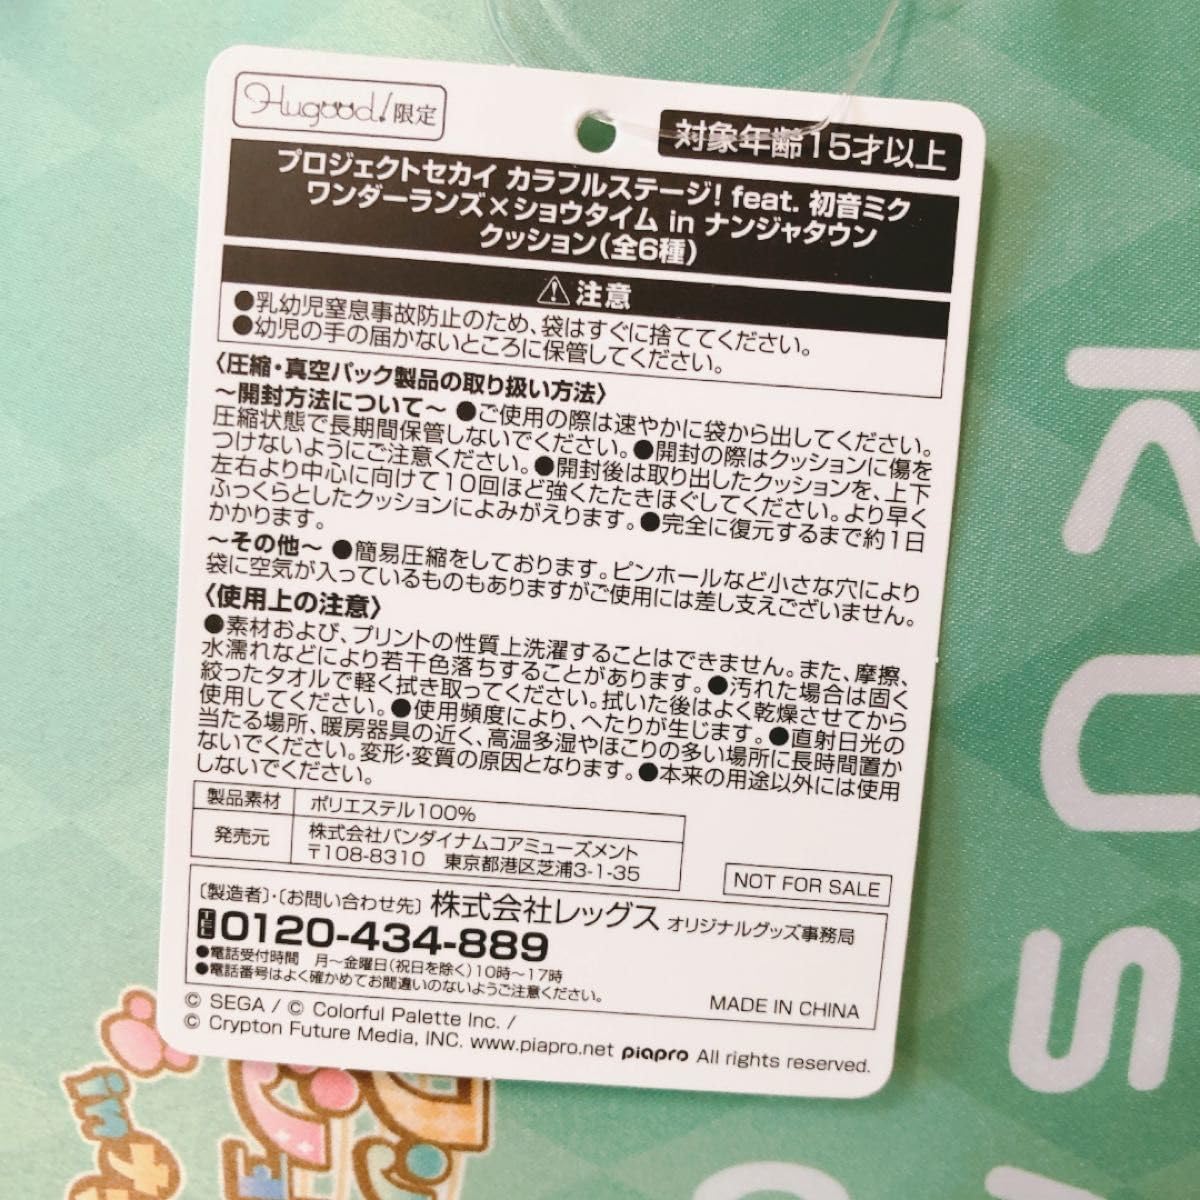 Hugood!限定
対象年齢15才以上
プロジェクトセカイ カラフルステージ! feat. 初音ミク
ワンダーランズ×ショウタイム in ナンジャタウン
クッション(全6種)
⚠注意
●乳幼児窒息事故防止のため、袋はすぐに捨ててください。
●幼児の手の届かないところに保管してください。
〈圧縮・真空パック製品の取り扱い方法〉
～開封方法について～ ●ご使用の際は速やかに袋から出してください。
圧縮状態で長期間保管しないでください。●開封の際はクッションに傷を
つけないようにご注意ください。●開封後は取り出したクッションを、上下
左右より中心に向けて10回ほど強くたたきほぐしてください。より早く
ふっくらとしたクッションによみがえります。●完全に復元するまで約1日
かかります。
～その他～ ●簡易圧縮をしております。ピンホールなど小さな穴により
袋に空気が入っているものもありますがご使用には差し支えございません。
〈使用上の注意〉
●素材および、プリントの性質上洗濯することはできません。また、摩擦、
水濡れなどにより若干色落ちすることがあります。●汚れた場合は固く
絞ったタオルで軽く拭き取ってください。拭いた後はよく乾燥させてから
使用してください。●使用頻度により、へたりが生じます。●直射日光の
当たる場所、暖房器具の近く、高温多湿やほこりの多い場所に長時間置か
ないでください。変形・変質の原因となります。●本来の用途以外には使用
しないでください。
製品素材 ポリエステル100%
発売元 株式会社バンダイナムコアミューズメント
〒108-8310 東京都港区芝浦3-1-35
NOT FOR SALE
〔製造者〕・〔お問い合わせ先〕 株式会社レッグス オリジナルグッズ事務局
TEL 0120-434-889
●電話受付時間 月～金曜日(祝日を除く)10時～17時
●電話番号はよく確かめてお間違いのないようご注意ください。
MADE IN CHINA
© SEGA / © Colorful Palette Inc. /
© Crypton Future Media, INC. www.piapro.net piapro All rights reserved.
in